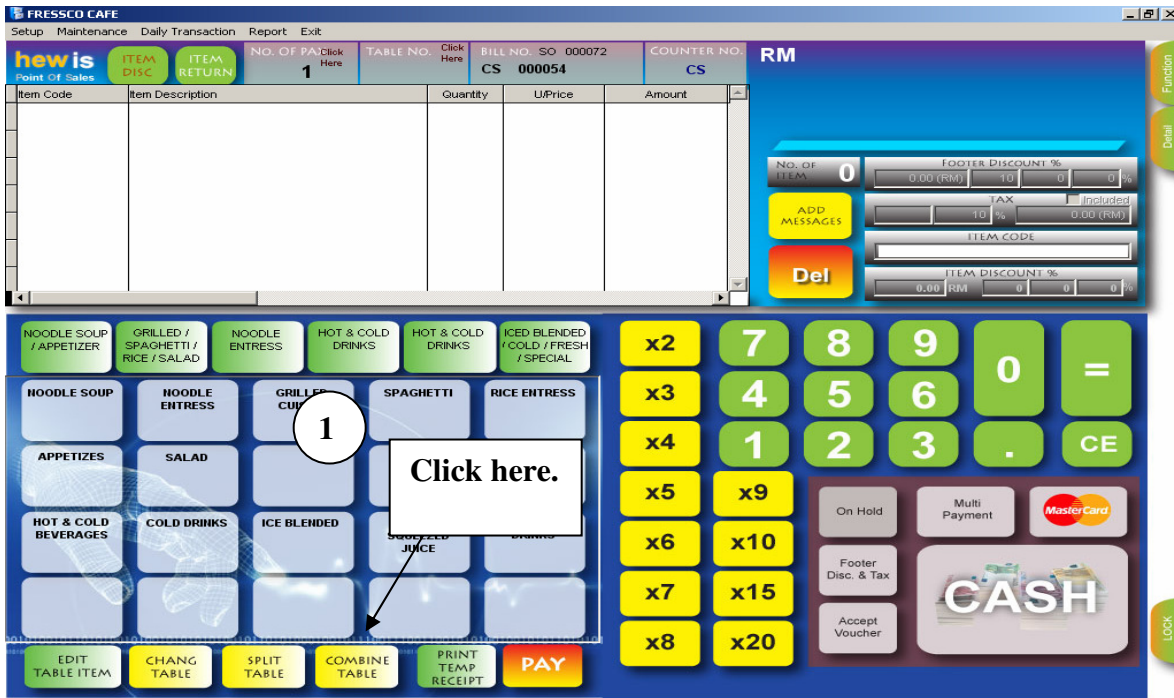 FRESSCO CAFE
Setup Maintenance Daily Transaction Report Exit
hew is
Point Of Sales
ITEM DISC
ITEM RETURN
NO. OF PA Click Here
1
TABLE NO. Click Here
BILL NO. SO 000072
CS 000054
COUNTER NO.
CS
RM
Function
Detail
Item Code Item Description Quantity U/Price Amount
NO. OF ITEM 0
FOOTER DISCOUNT %
0.00 (RM) 10 0 0 %
ADD MESSAGES
TAX Included
10 % 0.00 (RM)
ITEM CODE
Del
ITEM DISCOUNT %
0.00 RM 0 0 0 %
NOODLE SOUP / APPETIZER
GRILLED / SPAGHETTI / RICE / SALAD
NOODLE ENTRESS
HOT & COLD DRINKS
HOT & COLD DRINKS
ICED BLENDED / COLD / FRESH / SPECIAL
NOODLE SOUP
NOODLE ENTRESS
GRILLED
SPAGHETTI
RICE ENTRESS
1
APPETIZES
SALAD
Click here.
HOT & COLD BEVERAGES
COLD DRINKS
ICE BLENDED
SQUEEZED JUICE
DRINKS
EDIT TABLE ITEM
CHANG TABLE
SPLIT TABLE
COMBINE TABLE
PRINT TEMP RECEIPT
PAY
x2 7 8 9 0 =
x3 4 5 6
x4 1 2 3 . CE
x5 x9
x6 x10
x7 x15
x8 x20
On Hold
Multi Payment
MasterCard
Footer Disc. & Tax
CASH
Accept Voucher
LOCK